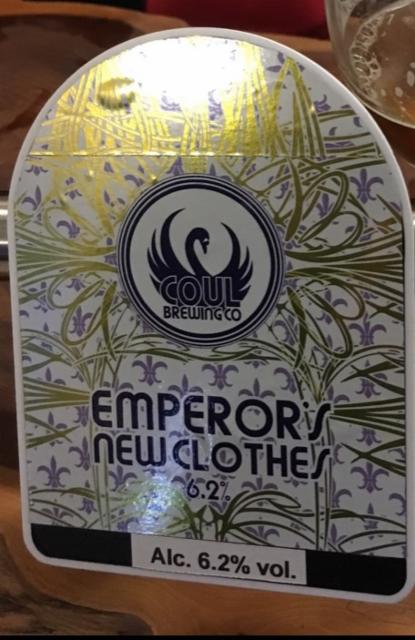 COUL
BREWING CO
EMPEROR'S
NEW CLOTHES
6.2%
Alc. 6.2% vol.